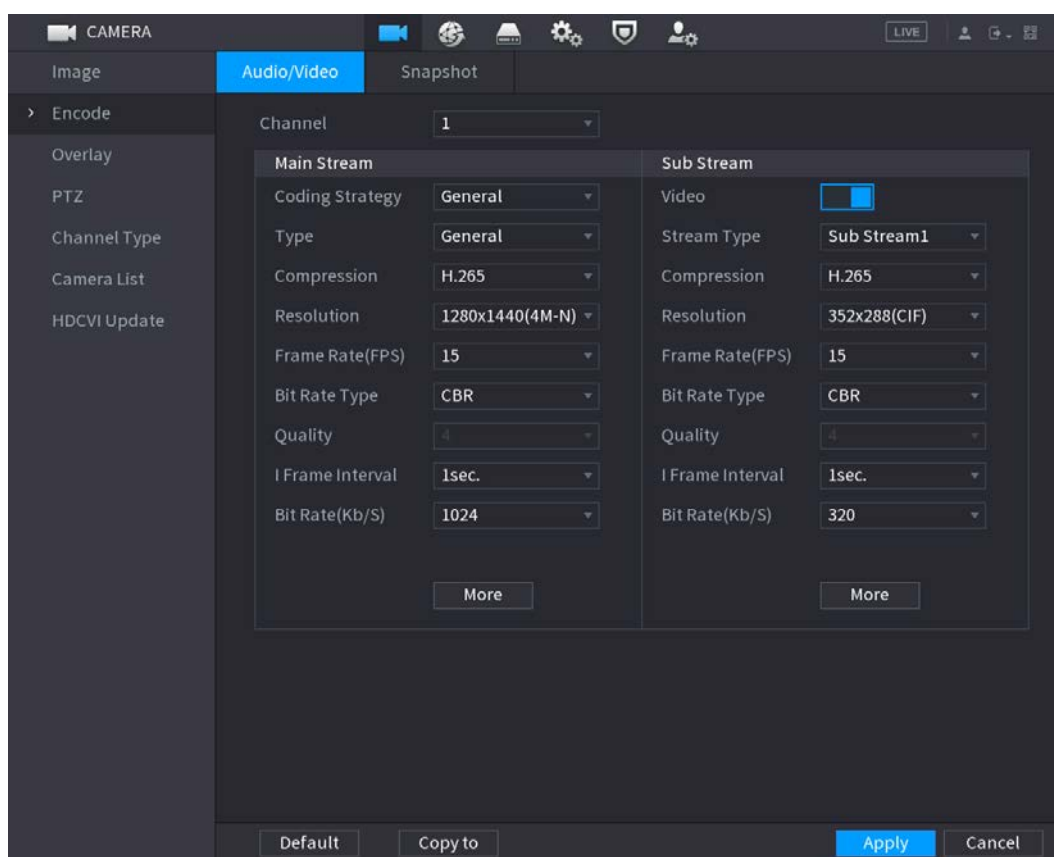 CAMERA
LIVE
Image
Audio/Video
Snapshot
Encode
Channel
1
Overlay
Main Stream
Sub Stream
PTZ
Coding Strategy
General
Video
Channel Type
Type
General
Stream Type
Sub Stream1
Camera List
Compression
H.265
Compression
H.265
HDCVI Update
Resolution
1280x1440(4M-N)
Resolution
352x288(CIF)
Frame Rate(FPS)
15
Frame Rate(FPS)
15
Bit Rate Type
CBR
Bit Rate Type
CBR
Quality
4
Quality
4
I Frame Interval
1sec.
I Frame Interval
1sec.
Bit Rate(Kb/S)
1024
Bit Rate(Kb/S)
320
More
More
Default
Copy to
Apply
Cancel